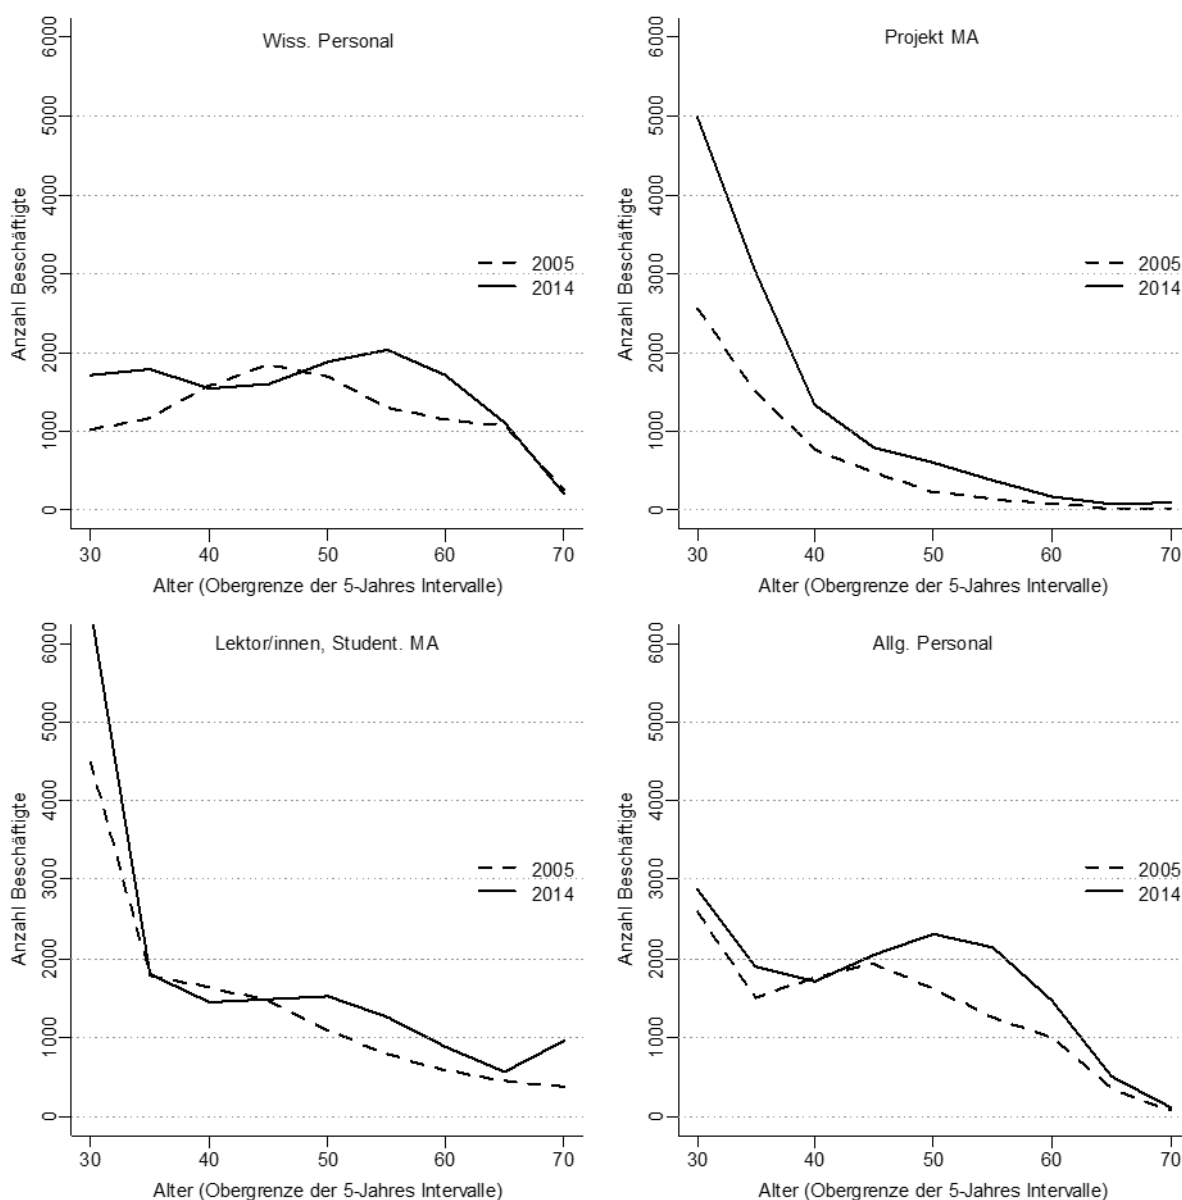 Wiss. Personal
Anzahl Beschäftigte
6000
5000
4000
3000
2000
1000
0
2005
2014
30 40 50 60 70
Alter (Obergrenze der 5-Jahres Intervalle)
Projekt MA
Anzahl Beschäftigte
6000
5000
4000
3000
2000
1000
0
2005
2014
30 40 50 60 70
Alter (Obergrenze der 5-Jahres Intervalle)
Lektor/innen, Student. MA
Anzahl Beschäftigte
6000
5000
4000
3000
2000
1000
0
2005
2014
30 40 50 60 70
Alter (Obergrenze der 5-Jahres Intervalle)
Allg. Personal
Anzahl Beschäftigte
6000
5000
4000
3000
2000
1000
0
2005
2014
30 40 50 60 70
Alter (Obergrenze der 5-Jahres Intervalle)